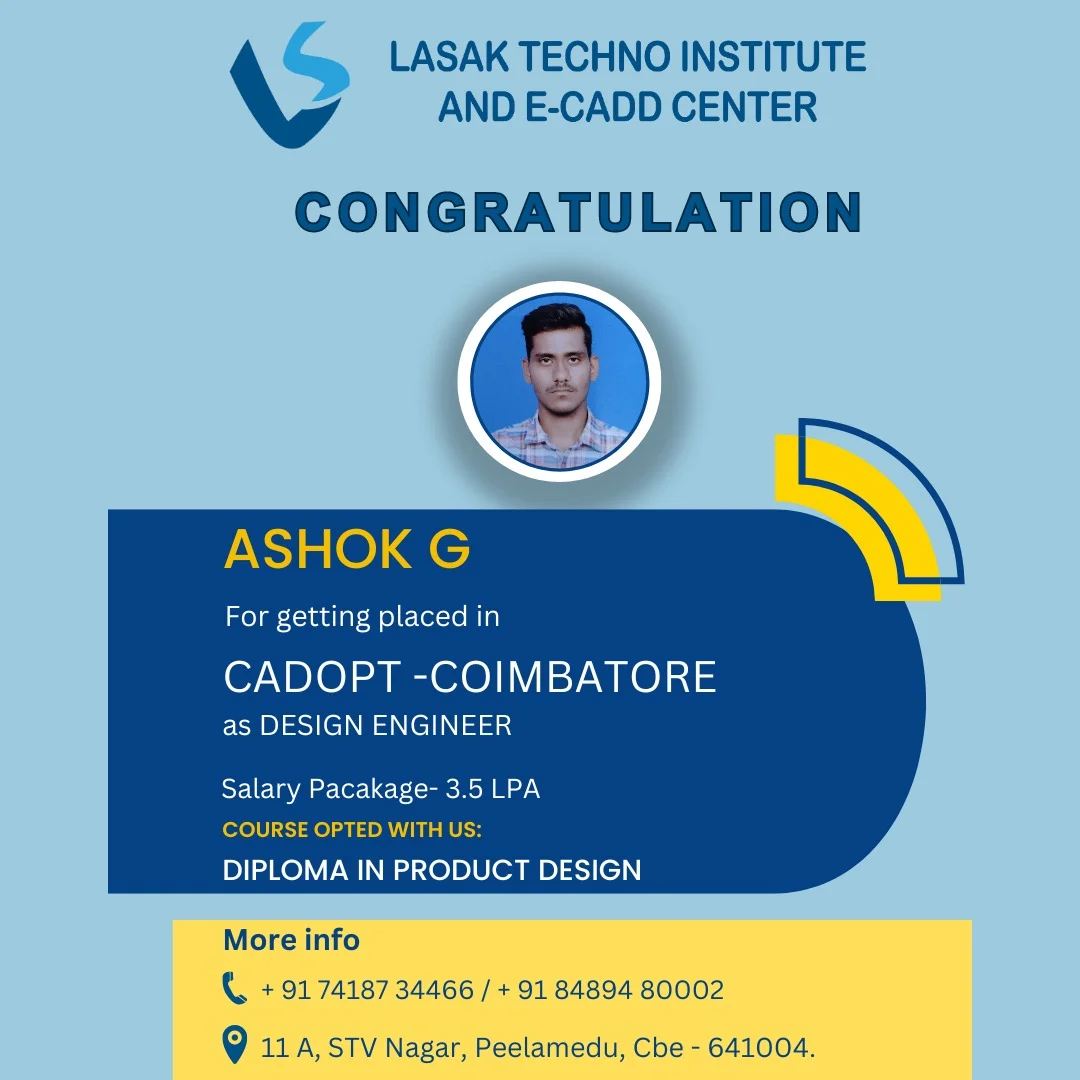 LASAK TECHNO INSTITUTE
AND E-CADD CENTER
CONGRATULATION
ASHOK G
For getting placed in
CADOPT -COIMBATORE
as DESIGN ENGINEER
Salary Pacakage- 3.5 LPA
COURSE OPTED WITH US:
DIPLOMA IN PRODUCT DESIGN
More info
+ 91 74187 34466 / + 91 84894 80002
11 A, STV Nagar, Peelamedu, Cbe - 641004.